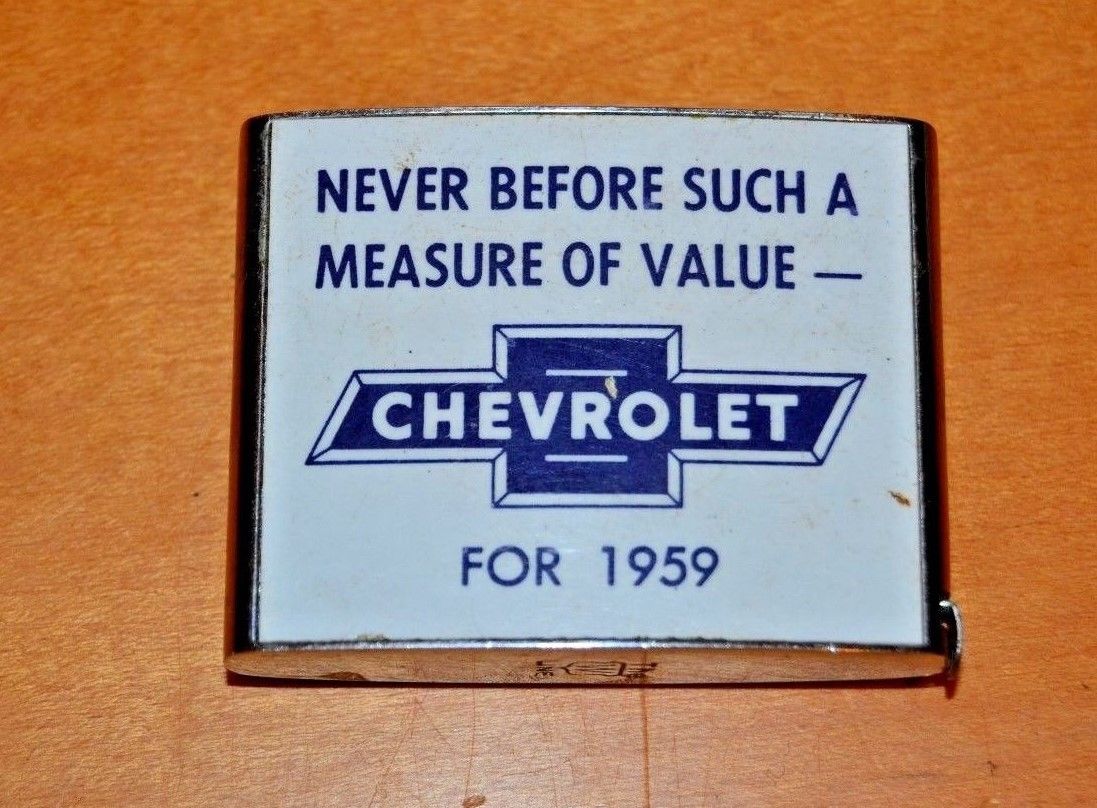 NEVER BEFORE SUCH A
MEASURE OF VALUE —
CHEVROLET
FOR 1959